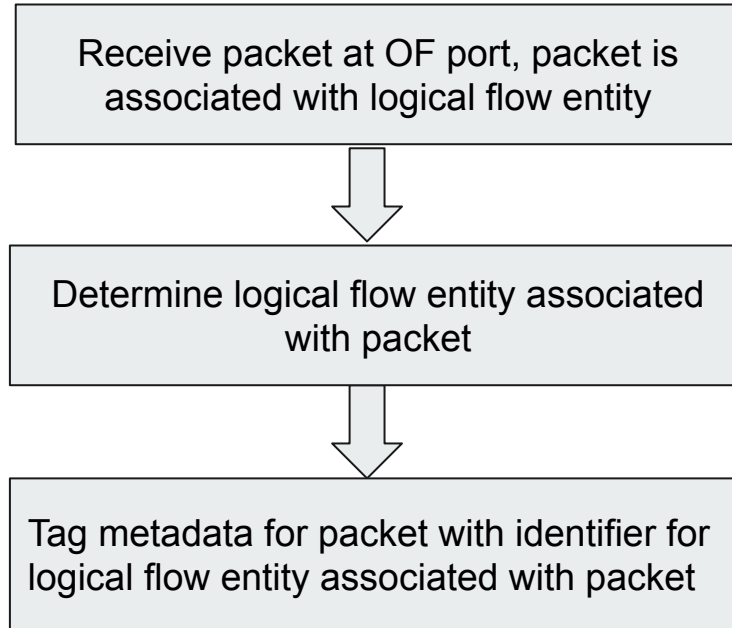 Receive packet at OF port, packet is
associated with logical flow entity
Determine logical flow entity associated
with packet
Tag metadata for packet with identifier for
logical flow entity associated with packet